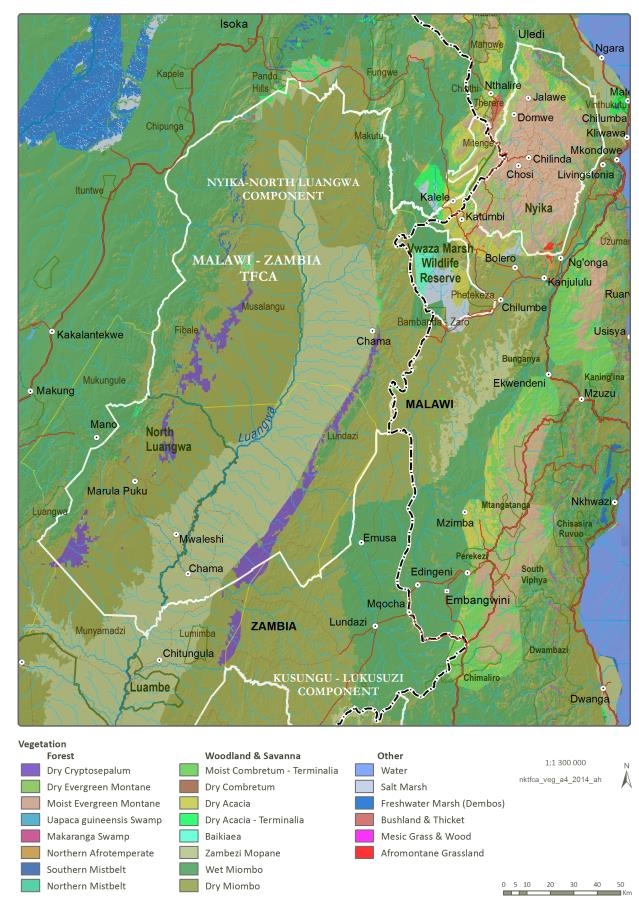 Isoka
Uledi
Mahowe
Ngara
Kapele
Pando
Hills
Fungwe
Nthalire
Jalawe
Therere
Vinthukutu
Chilumba
Domwe
Chipunga
Makutu
Mitenge
Kliwawa
Mkondowe
Chilinda
Livingstonia
Chosi
Ituntwe
NYIKA-NORTH LUANGWA
COMPONENT
Kalele
Nyika
Katumbi
Vwaza Marsh
Wildlife
Reserve
MALAWI - ZAMBIA
TFCA
Bolero
Ng'onga
Kanjululu
Phetekeza
Musalangu
Chilumbe
Bambanda - Zaro
Fibale
Usisya
Kakalantekwe
Chama
Bunganya
Mukungule
Kaning'ina
Ekwendeni
Makung
MALAWI
Mzuzu
Mano
Luangwa
North
Luangwa
Lundazi
Marula Puku
Mtangatanga
Nkhwazi
Luangwa
Mzimba
Chisasira
Ruvuo
Mwaleshi
Emusa
Perekezi
Chama
Edingeni
South
Viphya
Mqocha
Embangwini
Munyamadzi
Lumimba
ZAMBIA
Lundazi
Chitungula
Dwambazi
Luambe
KUSUNGU - LUKUSUZI
COMPONENT
Chimaliro
Dwanga
Vegetation
Forest
Dry Cryptosepalum
Dry Evergreen Montane
Moist Evergreen Montane
Uapaca guineensis Swamp
Makaranga Swamp
Northern Afrotemperate
Southern Mistbelt
Northern Mistbelt
Woodland & Savanna
Moist Combretum - Terminalia
Dry Combretum
Dry Acacia
Dry Acacia - Terminalia
Baikiaea
Zambezi Mopane
Wet Miombo
Dry Miombo
Other
Water
Salt Marsh
Freshwater Marsh (Dembos)
Bushland & Thicket
Mesic Grass & Wood
Afromontane Grassland
1:1 300 000
nktfca_veg_a4_2014_ah
N
0 5 10 20 30 40 50
Km